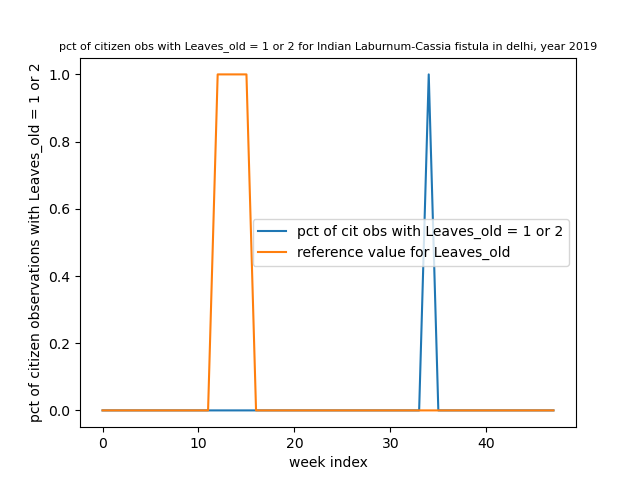 pct of citizen obs with Leaves_old = 1 or 2 for Indian Laburnum-Cassia fistula in delhi, year 2019
pct of citizen observations with Leaves_old = 1 or 2
1.0
0.8
0.6
0.4
0.2
0.0
pct of cit obs with Leaves_old = 1 or 2
reference value for Leaves_old
0 10 20 30 40
week index